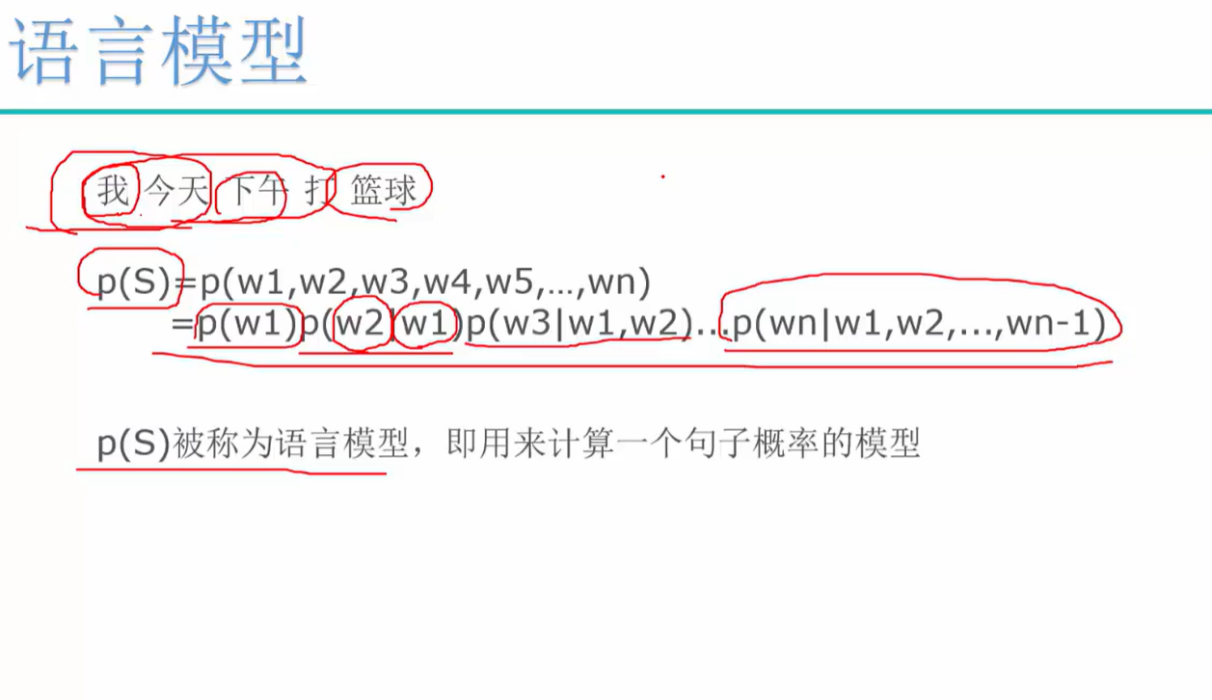 语言模型
我 今天 下午 打 篮球
p(S)=p(w1,w2,w3,w4,w5,…,wn)
=p(w1)p(w2|w1)p(w3|w1,w2)...p(wn|w1,w2,...,wn-1)
p(S)被称为语言模型，即用来计算一个句子概率的模型